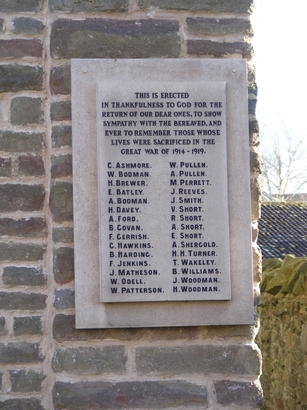 THIS IS ERECTED
IN THANKFULNESS TO GOD FOR THE
RETURN OF OUR DEAR ONES, TO SHOW
SYMPATHY WITH THE BEREAVED, AND
EVER TO REMEMBER THOSE WHOSE
LIVES WERE SACRIFICED IN THE
GREAT WAR OF 1914-1919.
C. ASHMORE. W. PULLEN.
W. BODMAN. A. PULLEN.
H. BREWER. M. PERRETT.
E. BATLEY. J. REEVES.
A. BODMAN. J. SMITH.
H. DAVEY. V. SHORT.
A. FORD. R. SHORT.
B. GOVAN. A. SHORT.
F. GERRISH. E. SHORT.
C. HAWKINS. A. SHERGOLD.
B. HARDING. H. H. TURNER.
F. JENKINS. T. WAKELEY.
J. MATHESON. B. WILLIAMS.
W. ODELL. J. WOODMAN.
W. PATTERSON. H. WOODMAN.